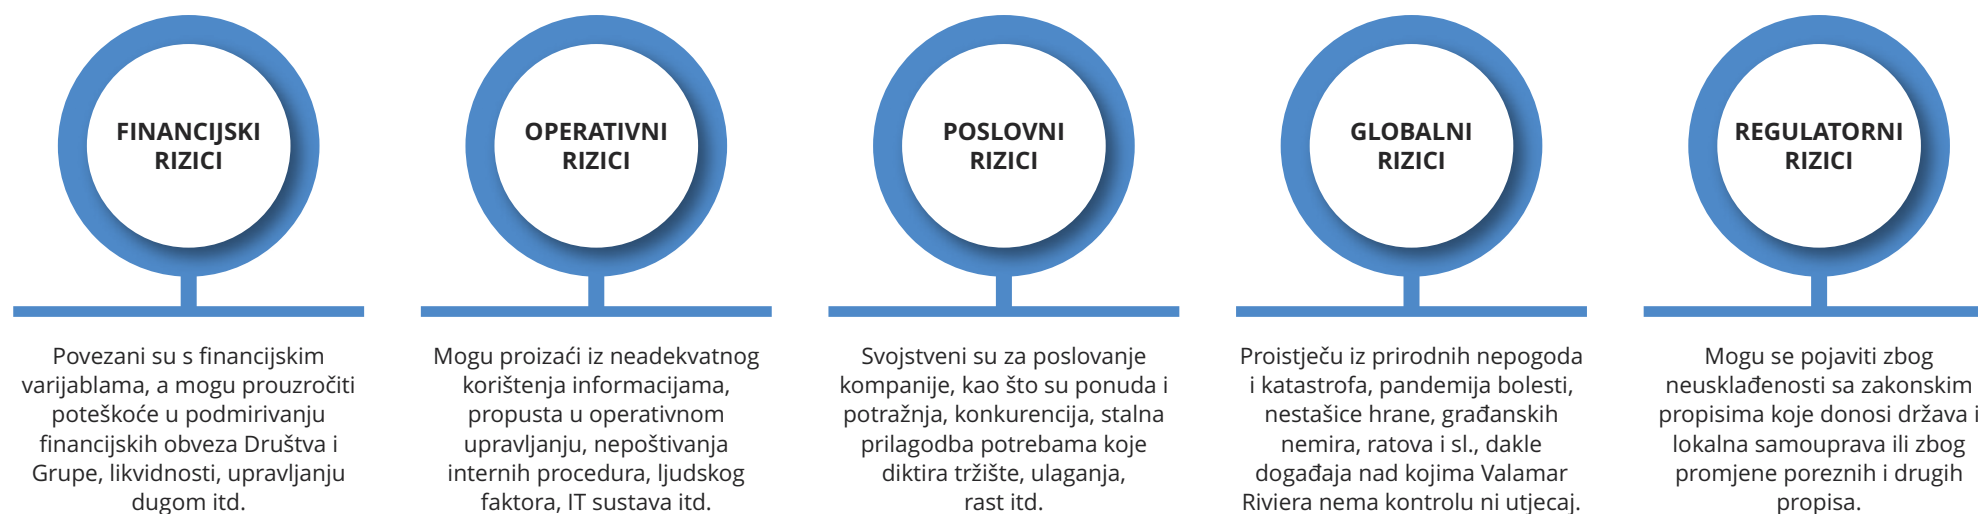 FINANCIJSKI
RIZICI
Povezani su s financijskim
varijablama, a mogu prouzročiti
poteškoće u podmirivanju
financijskih obveza Društva i
Grupe, likvidnosti, upravljanju
dugom itd.
OPERATIVNI
RIZICI
Mogu proizaći iz neadekvatnog
korištenja informacijama,
propusta u operativnom
upravljanju, nepoštivanja
internih procedura, ljudskog
faktora, IT sustava itd.
POSLOVNI
RIZICI
Svojstveni su za poslovanje
kompanije, kao što su ponuda i
potražnja, konkurencija, stalna
prilagodba potrebama koje
diktira tržište, ulaganja,
rast itd.
GLOBALNI
RIZICI
Proistječu iz prirodnih nepogoda
i katastrofa, pandemija bolesti,
nestašice hrane, građanskih
nemira, ratova i sl., dakle
događaja nad kojima Valamar
Riviera nema kontrolu ni utjecaj.
REGULATORNI
RIZICI
Mogu se pojaviti zbog
neusklađenosti sa zakonskim
propisima koje donosi država i
lokalna samouprava ili zbog
promjene poreznih i drugih
propisa.